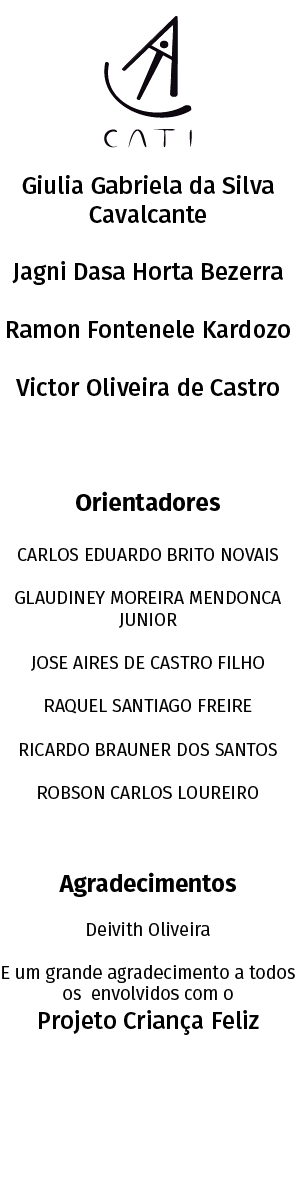 CATI
Giulia Gabriela da Silva
Cavalcante
Jagni Dasa Horta Bezerra
Ramon Fontenele Kardozo
Victor Oliveira de Castro
Orientadores
CARLOS EDUARDO BRITO NOVAIS
GLAUDINEY MOREIRA MENDONCA
JUNIOR
JOSE AIRES DE CASTRO FILHO
RAQUEL SANTIAGO FREIRE
RICARDO BRAUNER DOS SANTOS
ROBSON CARLOS LOUREIRO
Agradecimentos
Deivith Oliveira
E um grande agradecimento a todos
os  envolvidos com o
Projeto Criança Feliz